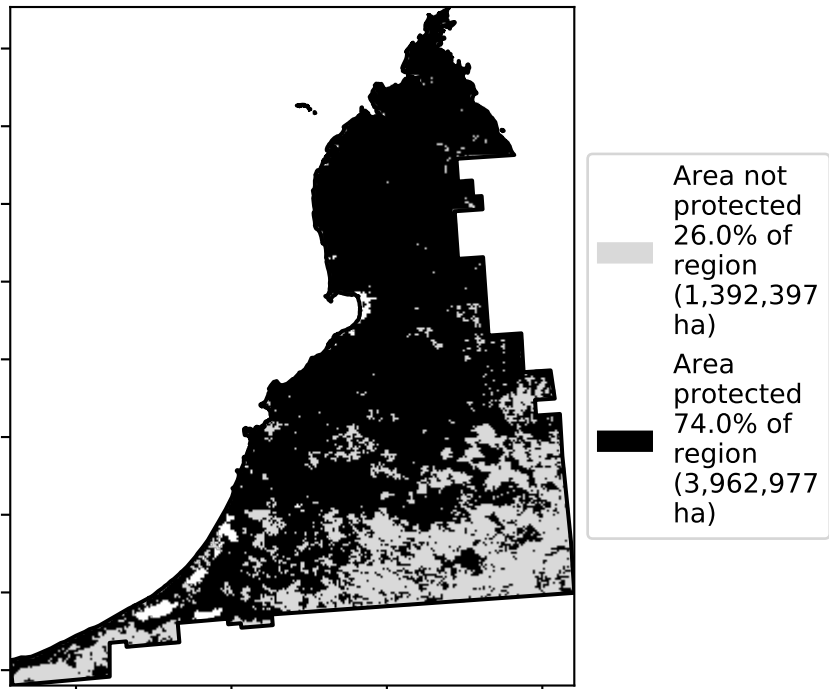 Area not
protected
26.0% of
region
(1,392,397
ha)
Area
protected
74.0% of
region
(3,962,977
ha)